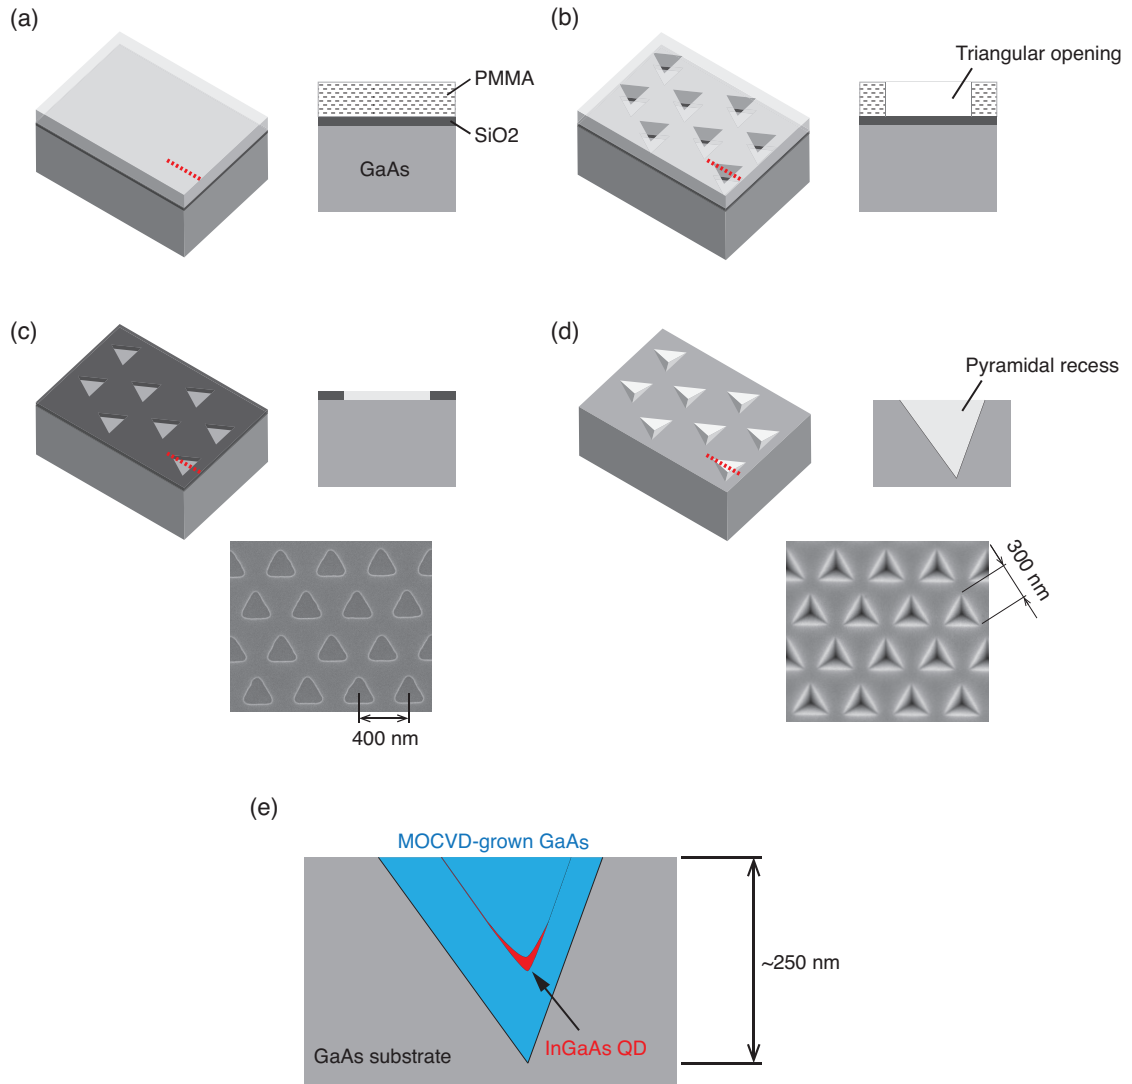 (a)
PMMA
SiO2
GaAs
(b)
Triangular opening
(c)
400 nm
(d)
Pyramidal recess
300 nm
(e)
MOCVD-grown GaAs
~250 nm
InGaAs QD
GaAs substrate